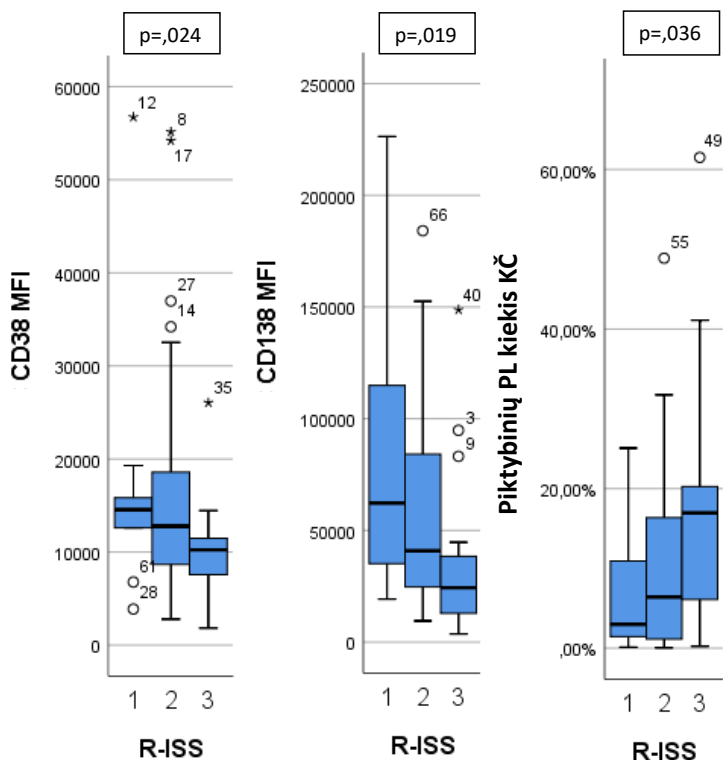 p=,024
60000
50000
40000
30000
20000
10000
0
12
8
17
27
14
35
61
28
CD38 MFI
1 2 3
R-ISS
p=,019
250000
200000
150000
100000
50000
0
66
40
3
9
CD138 MFI
1 2 3
R-ISS
p=,036
60,00%
40,00%
20,00%
,00%
49
55
Piktybinių PL kiekis KČ
1 2 3
R-ISS